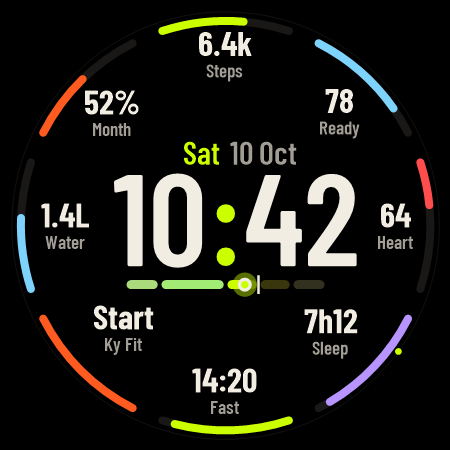 6.4k
Steps
52%
Month
78
Ready
Sat 10 Oct
10:42
1.4L
Water
64
Heart
Start
Ky Fit
7h12
Sleep
14:20
Fast